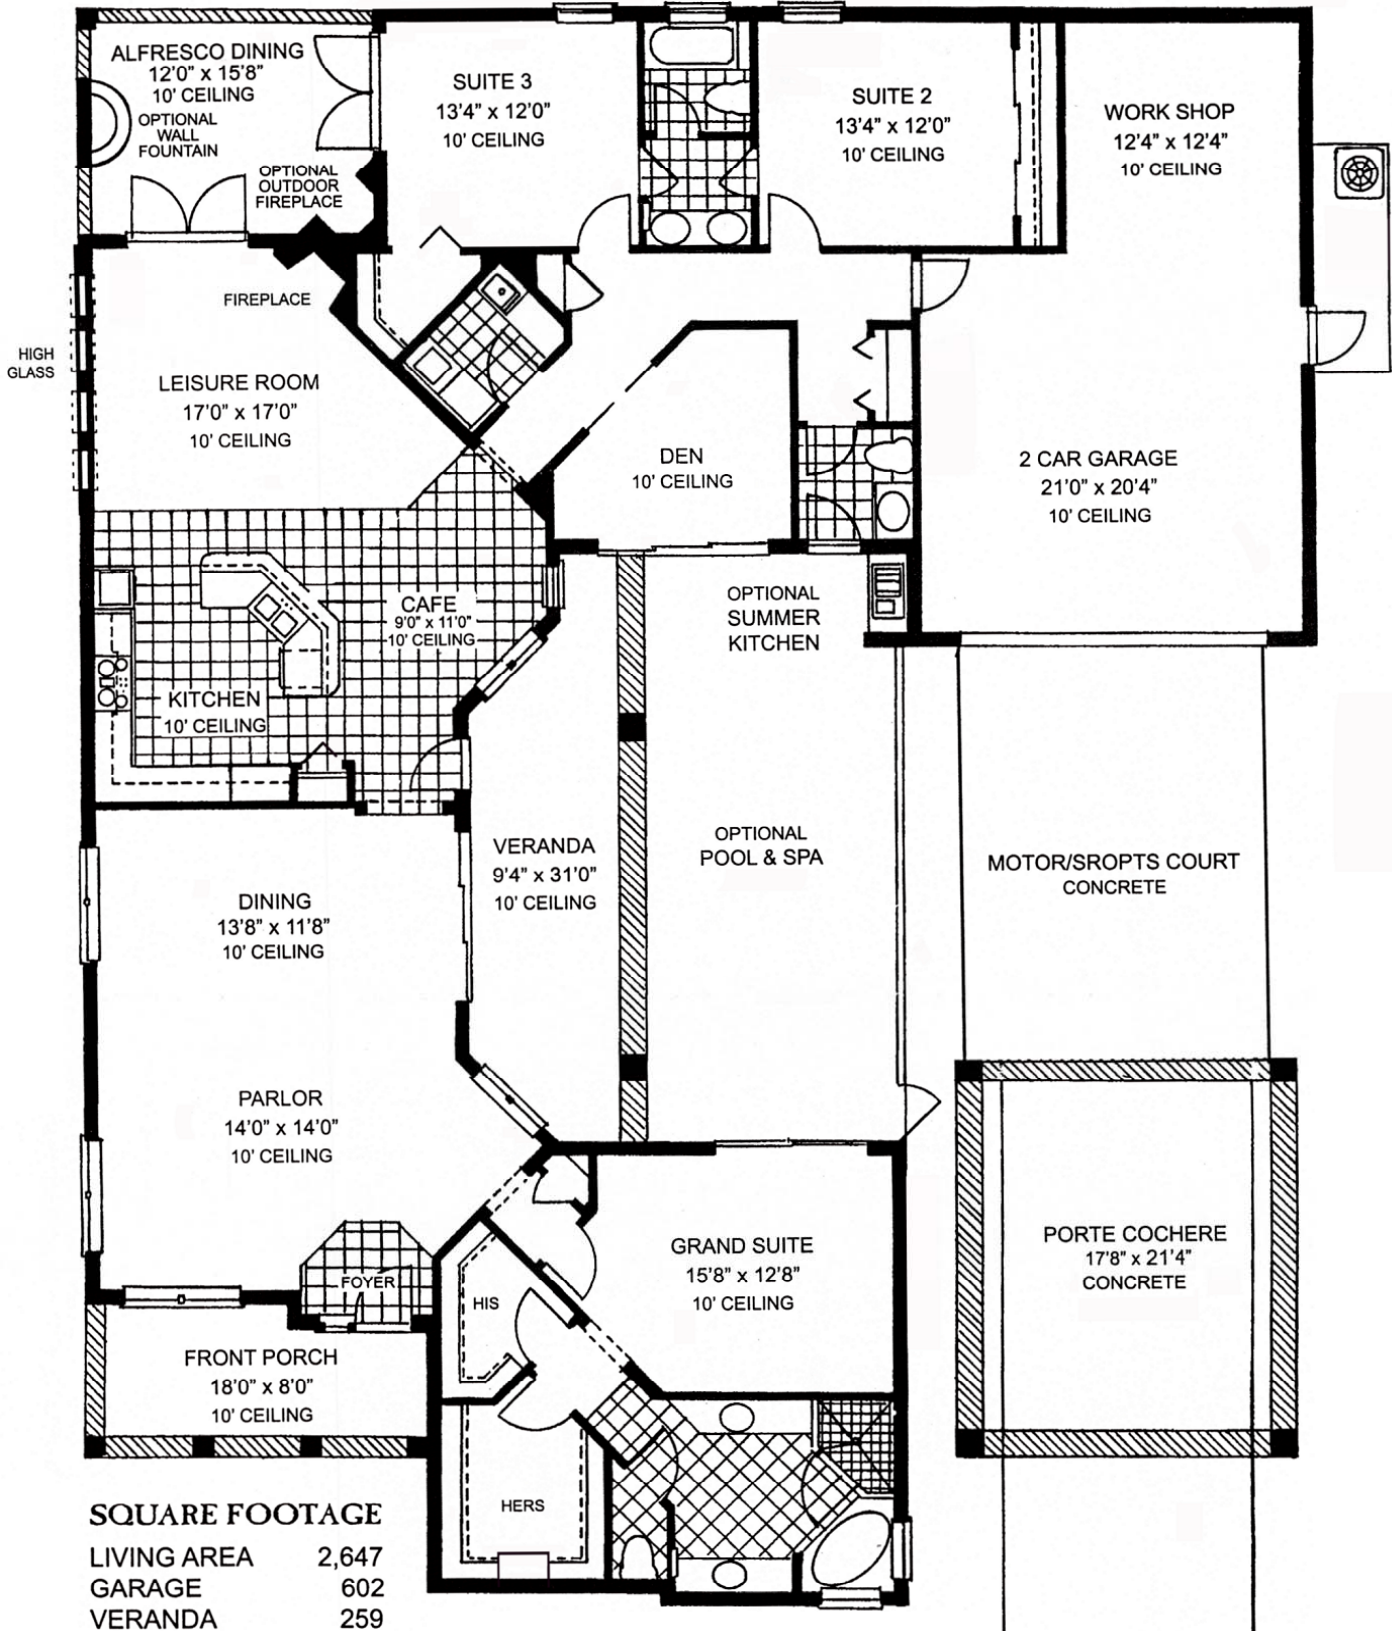 ALFRESCO DINING
12'0" x 15'8"
10' CEILING
OPTIONAL
WALL
FOUNTAIN
OPTIONAL
OUTDOOR
FIREPLACE
SUITE 3
13'4" x 12'0"
10' CEILING
SUITE 2
13'4" x 12'0"
10' CEILING
WORK SHOP
12'4" x 12'4"
10' CEILING
FIREPLACE
HIGH
GLASS
LEISURE ROOM
17'0" x 17'0"
10' CEILING
DEN
10' CEILING
2 CAR GARAGE
21'0" x 20'4"
10' CEILING
CAFE
9'0" x 11'0"
10' CEILING
OPTIONAL
SUMMER
KITCHEN
KITCHEN
10' CEILING
VERANDA
9'4" x 31'0"
10' CEILING
OPTIONAL
POOL & SPA
MOTOR/SROPTS COURT
CONCRETE
DINING
13'8" x 11'8"
10' CEILING
PARLOR
14'0" x 14'0"
10' CEILING
GRAND SUITE
15'8" x 12'8"
10' CEILING
PORTE COCHERE
17'8" x 21'4"
CONCRETE
FOYER
HIS
FRONT PORCH
18'0" x 8'0"
10' CEILING
HERS
SQUARE FOOTAGE
LIVING AREA 2,647
GARAGE 602
VERANDA 259